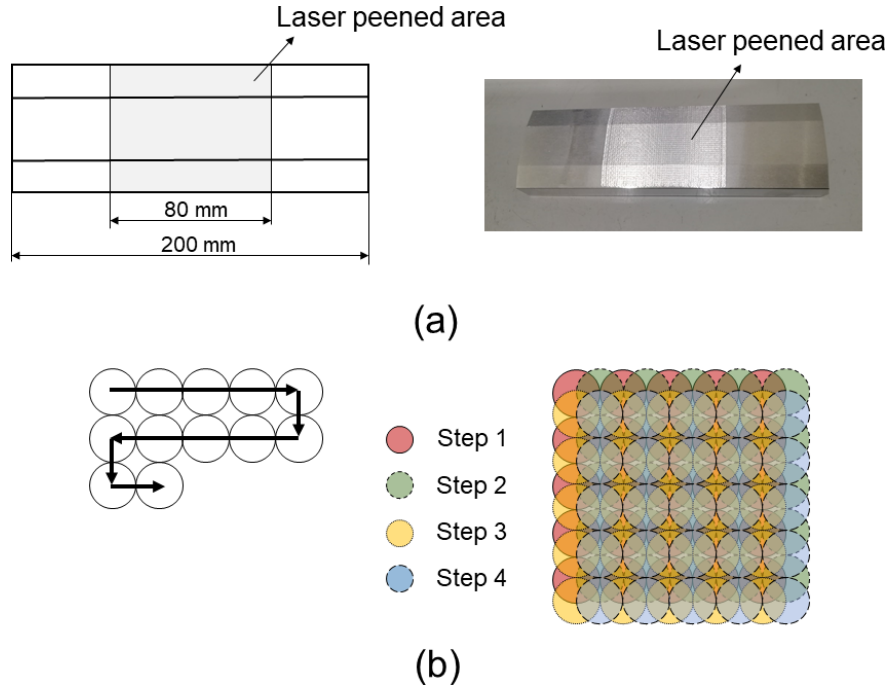 Laser peened area
Laser peened area
80 mm
200 mm
(a)
Step 1
Step 2
Step 3
Step 4
(b)